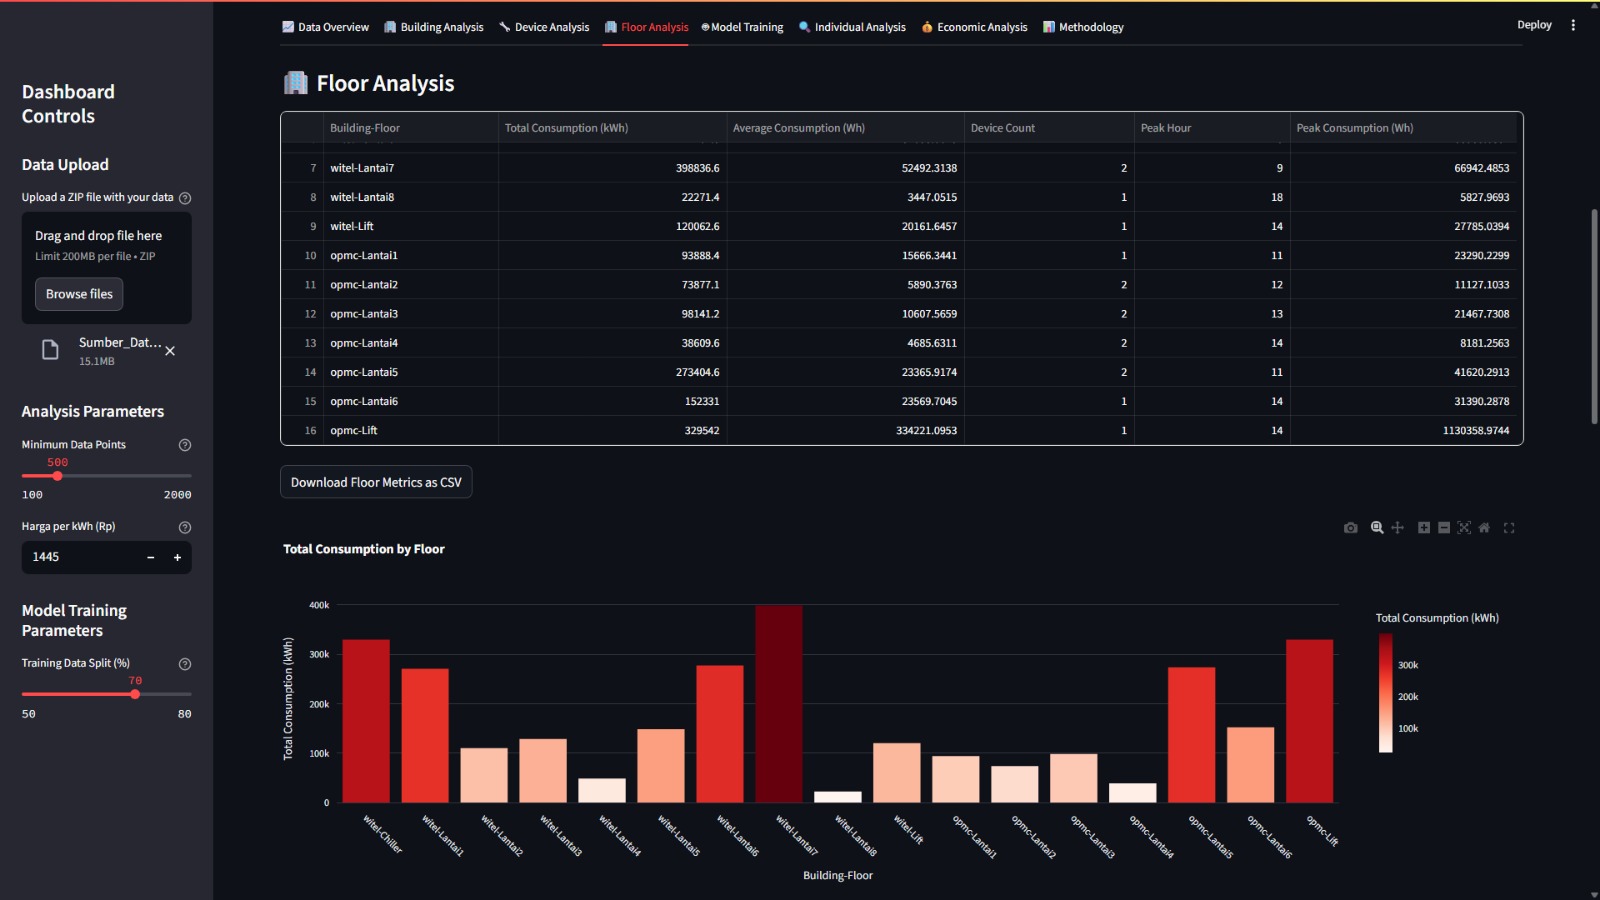 Data Overview Building Analysis Device Analysis Floor Analysis Model Training Individual Analysis Economic Analysis Methodology
Deploy
Dashboard
Controls
Data Upload
Upload a ZIP file with your data
Drag and drop file here
Limit 200MB per file • ZIP
Browse files
Sumber_Dat...
15.1MB
Analysis Parameters
Minimum Data Points
500
100 2000
Harga per kWh (Rp)
1445 − +
Model Training
Parameters
Training Data Split (%)
70
50 80
Floor Analysis
Building-Floor Total Consumption (kWh) Average Consumption (Wh) Device Count Peak Hour Peak Consumption (Wh)
7 witel-Lantai7 398836.6 52492.3138 2 9 66942.4853
8 witel-Lantai8 22271.4 3447.0515 1 18 5827.9693
9 witel-Lift 120062.6 20161.6457 1 14 27785.0394
10 opmc-Lantai1 93888.4 15666.3441 1 11 23290.2299
11 opmc-Lantai2 73877.1 5890.3763 2 12 11127.1033
12 opmc-Lantai3 98141.2 10607.5659 2 13 21467.7308
13 opmc-Lantai4 38609.6 4685.6311 2 14 8181.2563
14 opmc-Lantai5 273404.6 23365.9174 2 11 41620.2913
15 opmc-Lantai6 152331 23569.7045 1 14 31390.2878
16 opmc-Lift 329542 334221.0953 1 14 1130358.9744
Download Floor Metrics as CSV
Total Consumption by Floor
Total Consumption (kWh)
400k
300k
200k
100k
0
witel-Chiller
witel-Lantai1
witel-Lantai2
witel-Lantai3
witel-Lantai4
witel-Lantai5
witel-Lantai6
witel-Lantai7
witel-Lantai8
witel-Lift
opmc-Lantai1
opmc-Lantai2
opmc-Lantai3
opmc-Lantai4
opmc-Lantai5
opmc-Lantai6
opmc-Lift
Building-Floor
Total Consumption (kWh)
300k
200k
100k